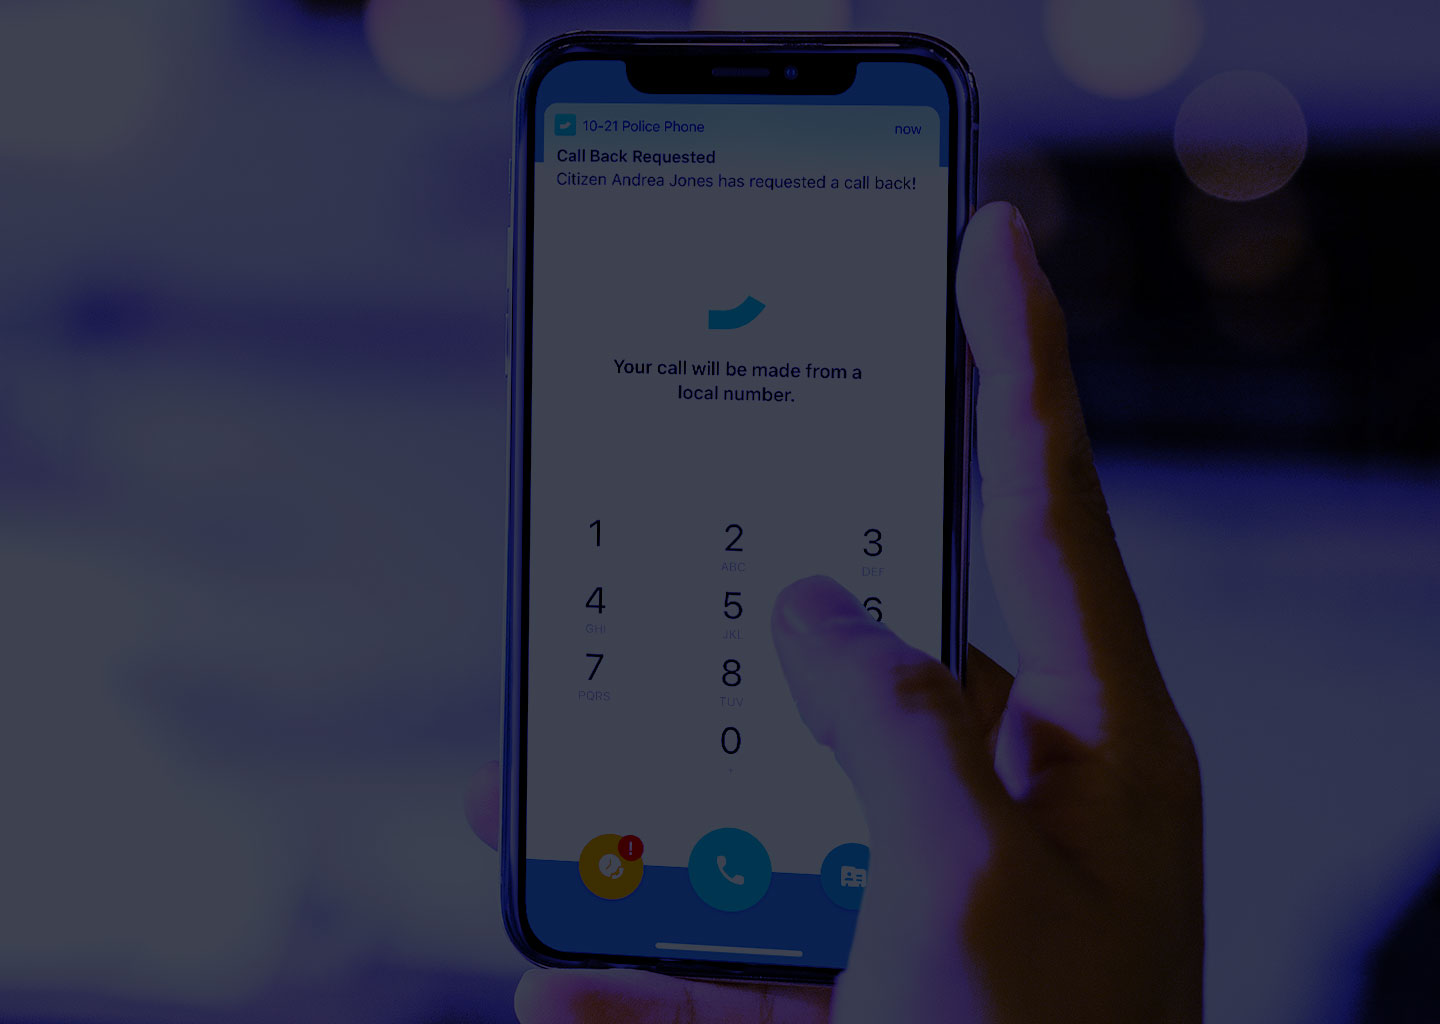 10-21 Police Phone now
Call Back Requested
Citizen Andrea Jones has requested a call back!
Your call will be made from a
local number.
1 2 3
ABC DEF
4 5 6
GHI JKL
7 8
PQRS TUV
0
!